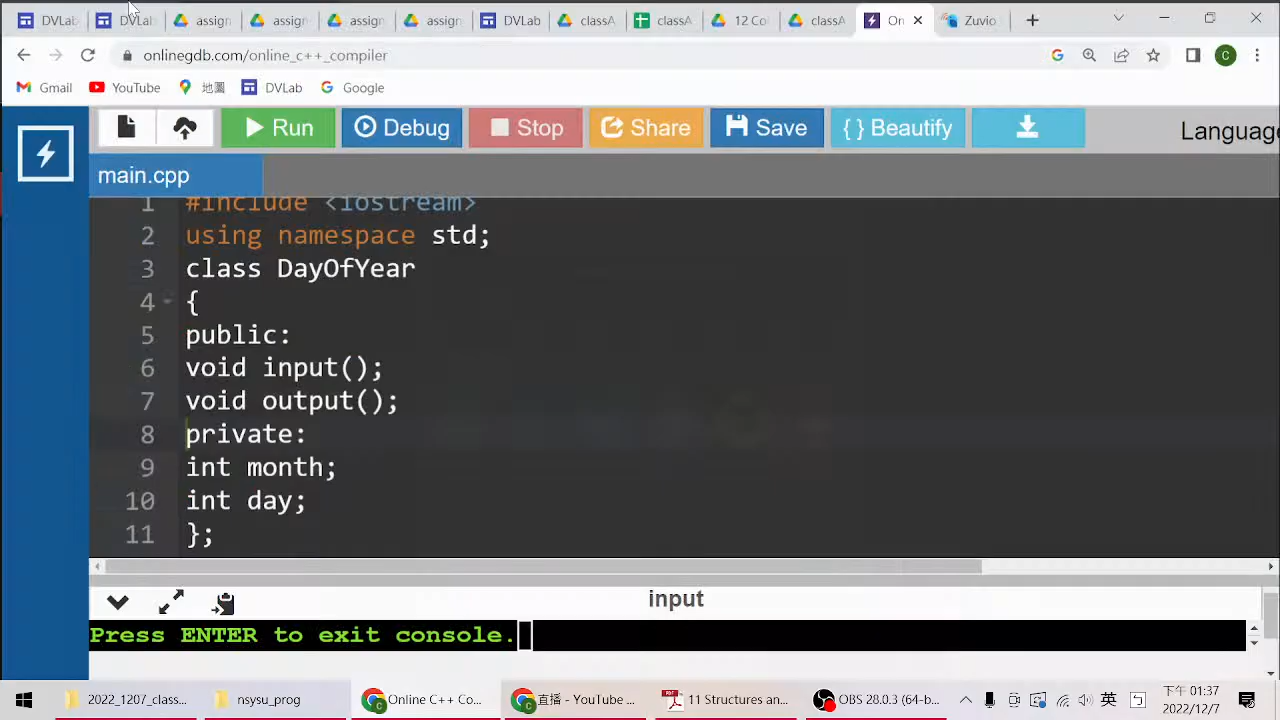 DVLab
DVLab
assign
assign
assign
assign
DVLab
classA
classA
12 Col
classA
On
Zuvio
onlinegdb.com/online_c++_compiler
C
Gmail
YouTube
地圖
DVLab
Google
Run
Debug
Stop
Share
Save
{ } Beautify
Language
main.cpp
1 #include <iostream>
2 using namespace std;
3 class DayOfYear
4 {
5 public:
6 void input();
7 void output();
8 private:
9 int month;
10 int day;
11 };
input
Press ENTER to exit console.
2022_1207_class...
nsysu_prog
Online C++ Co...
直播 - YouTube ...
11 Structures an...
OBS 28.0.3 (64-b...
英
下午 01:37
2022/12/7